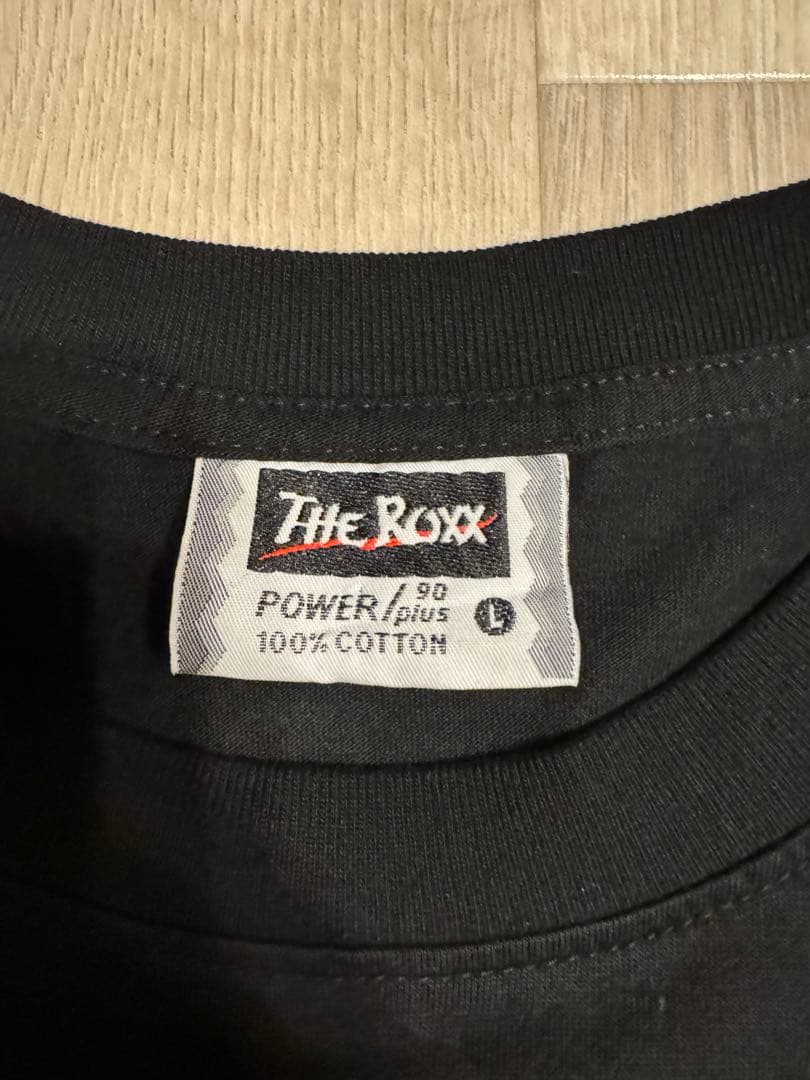 THE ROXX
POWER/90 plus
100% COTTON
L